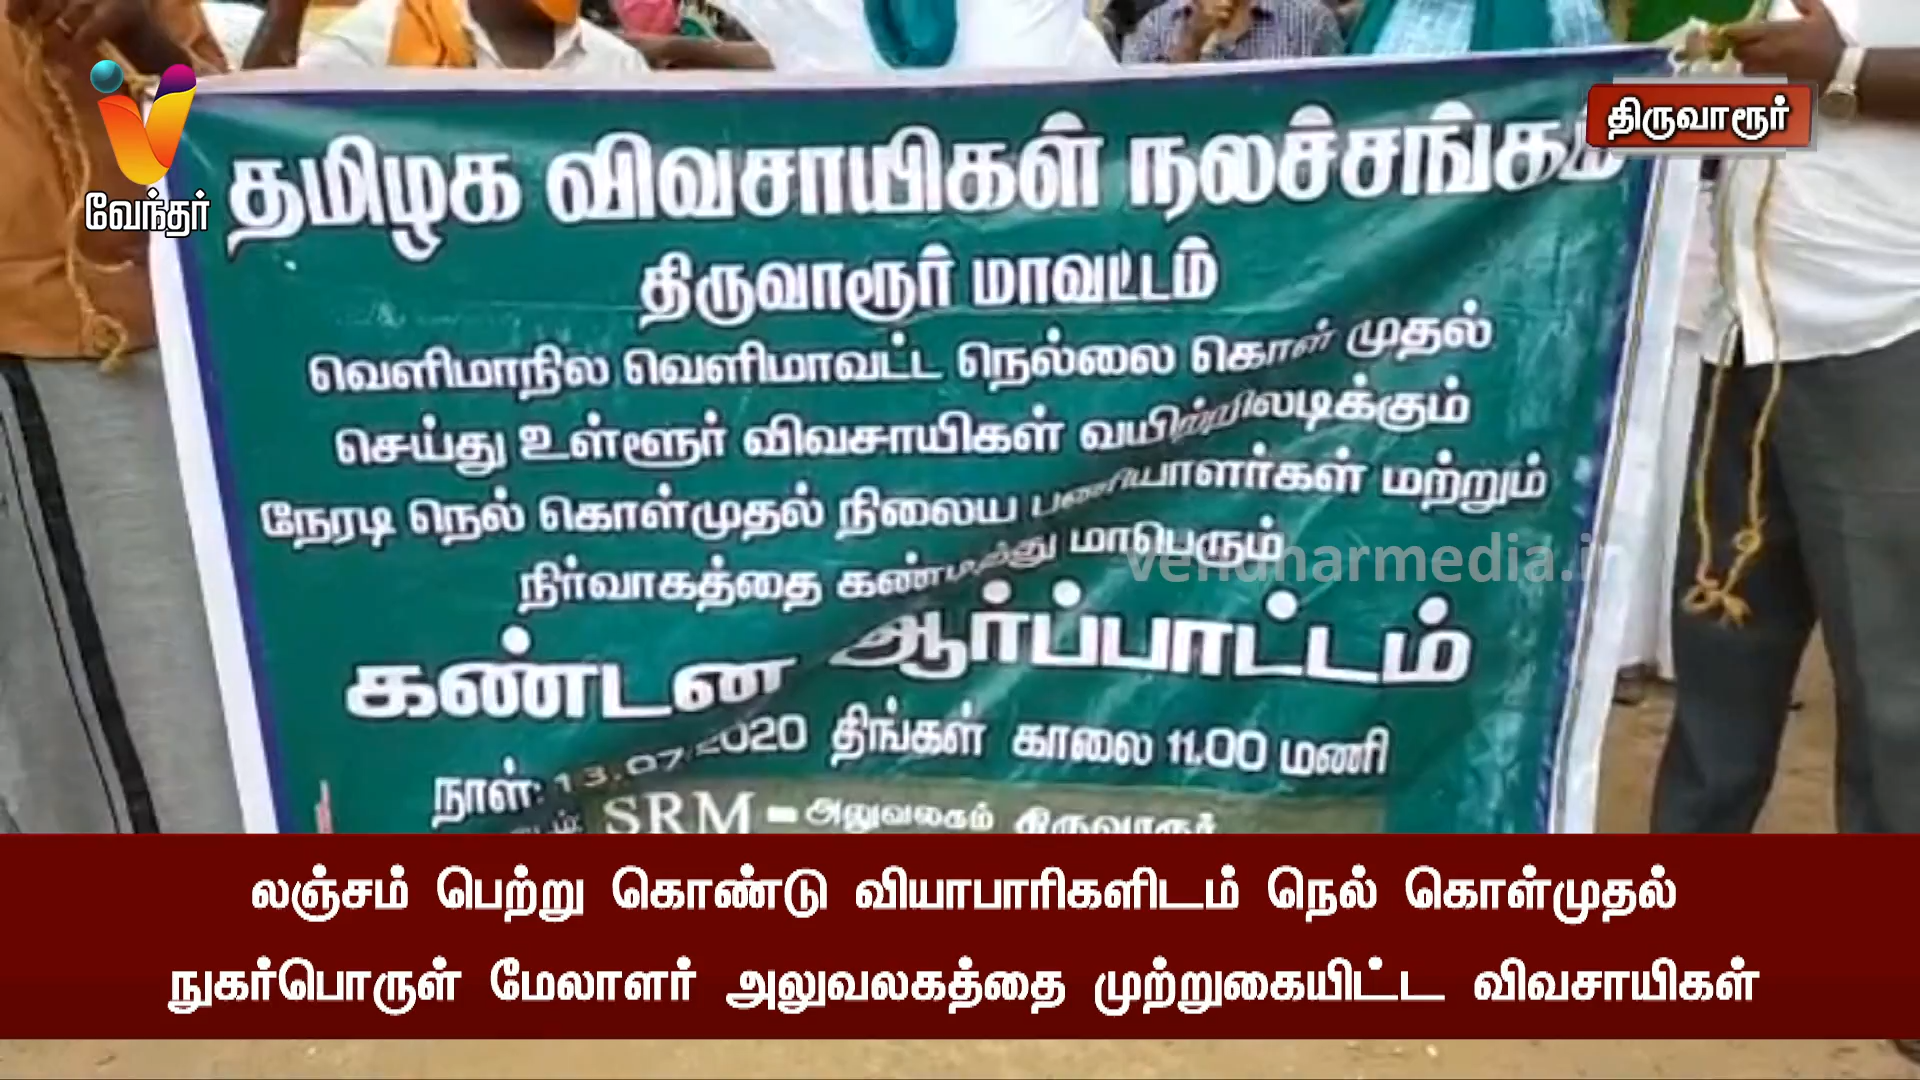 வேந்தர்
திருவாரூர்
தமிழக விவசாயிகள் நலச்சங்கம்
திருவாரூர் மாவட்டம்
வெளிமாநில வெளிமாவட்ட நெல்லை கொள் முதல்
செய்து உள்ளூர் விவசாயிகள் வயிற்றிலடிக்கும்
நேரடி நெல் கொள்முதல் நிலைய பணியாளர்கள் மற்றும்
நிர்வாகத்தை கண்டித்து மாபெரும்
vendharmedia.in
கண்டன ஆர்ப்பாட்டம்
நாள்: 13.07.2020 திங்கள் காலை 11.00 மணி
SRM - அலுவலகம் திருவாரூர்
லஞ்சம் பெற்று கொண்டு வியாபாரிகளிடம் நெல் கொள்முதல்
நுகர்பொருள் மேலாளர் அலுவலகத்தை முற்றுகையிட்ட விவசாயிகள்